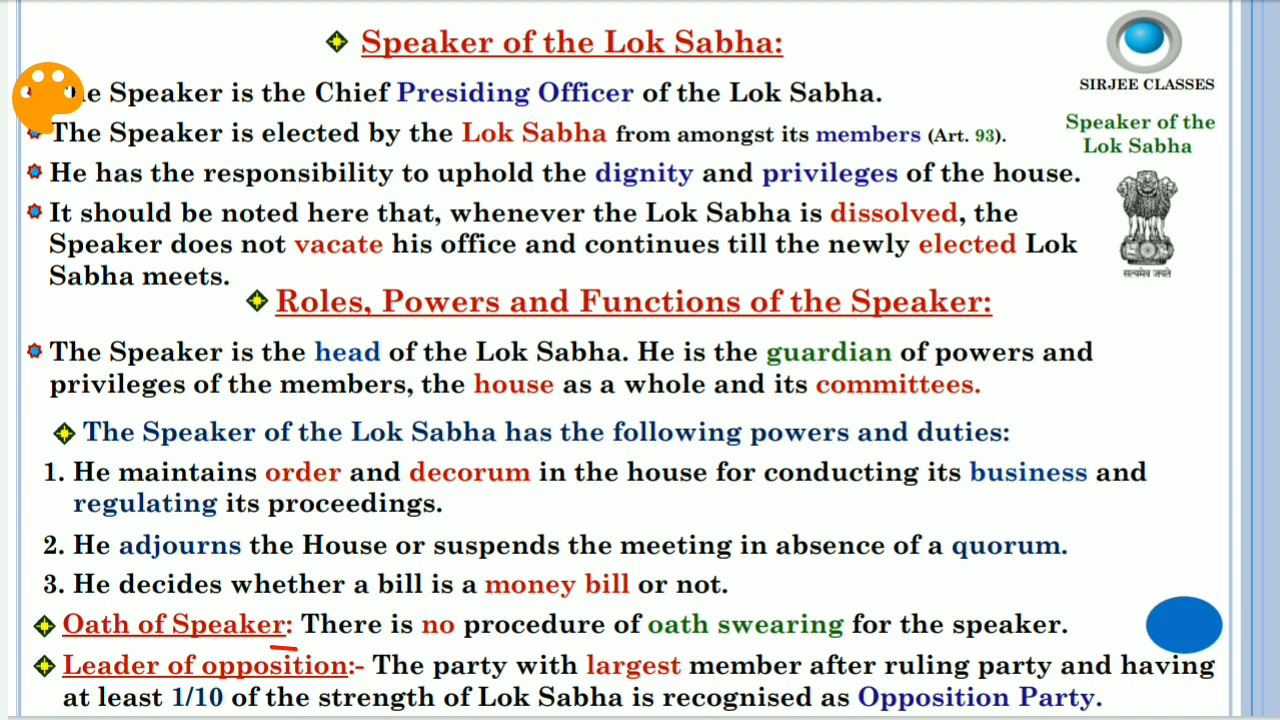 Speaker of the Lok Sabha:
SIRJEE CLASSES
e Speaker is the Chief Presiding Officer of the Lok Sabha.
Speaker of the
Lok Sabha
The Speaker is elected by the Lok Sabha from amongst its members (Art. 93).
He has the responsibility to uphold the dignity and privileges of the house.
It should be noted here that, whenever the Lok Sabha is dissolved, the
Speaker does not vacate his office and continues till the newly elected Lok
Sabha meets.
सत्यमेव जयते
Roles, Powers and Functions of the Speaker:
The Speaker is the head of the Lok Sabha. He is the guardian of powers and
privileges of the members, the house as a whole and its committees.
The Speaker of the Lok Sabha has the following powers and duties:
1. He maintains order and decorum in the house for conducting its business and
regulating its proceedings.
2. He adjourns the House or suspends the meeting in absence of a quorum.
3. He decides whether a bill is a money bill or not.
Oath of Speaker: There is no procedure of oath swearing for the speaker.
Leader of opposition:- The party with largest member after ruling party and having
at least 1/10 of the strength of Lok Sabha is recognised as Opposition Party.